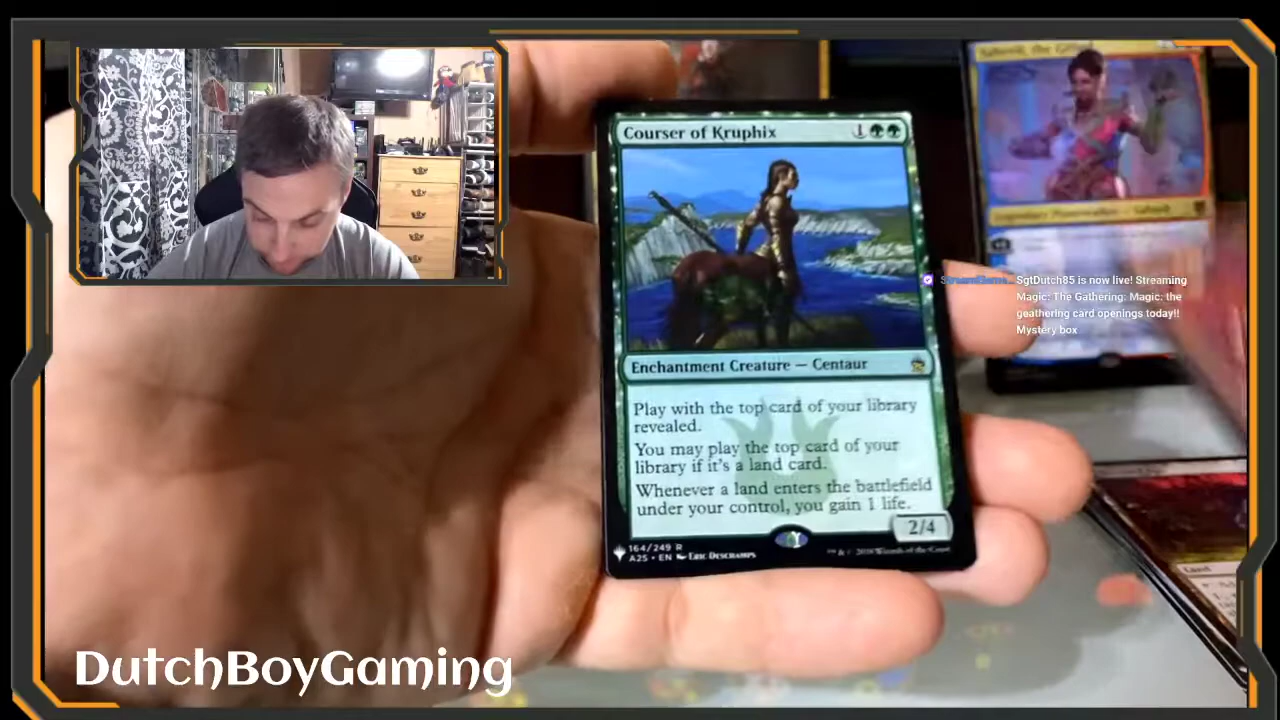 Courser of Kruphix 1
Enchantment Creature — Centaur
Play with the top card of your library
revealed.
You may play the top card of your
library if it's a land card.
Whenever a land enters the battlefield
under your control, you gain 1 life.
2/4
164/249 R
A25 • EN Eric Deschamps
SgtDutch85 is now live! Streaming
Magic: The Gathering: Magic: the
geathering card openings today!!
Mystery box
Land
DutchBoyGaming